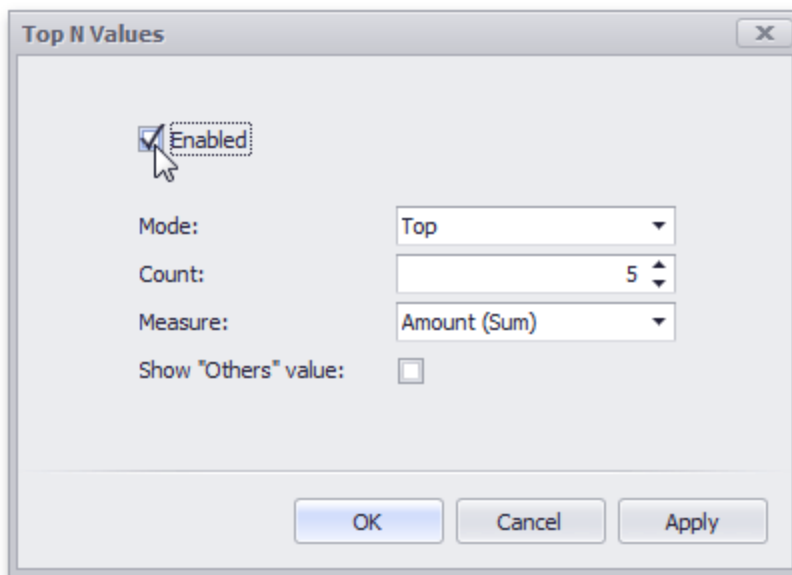 Top N Values
Enabled
Mode: Top
Count: 5
Measure: Amount (Sum)
Show "Others" value:
OK Cancel Apply